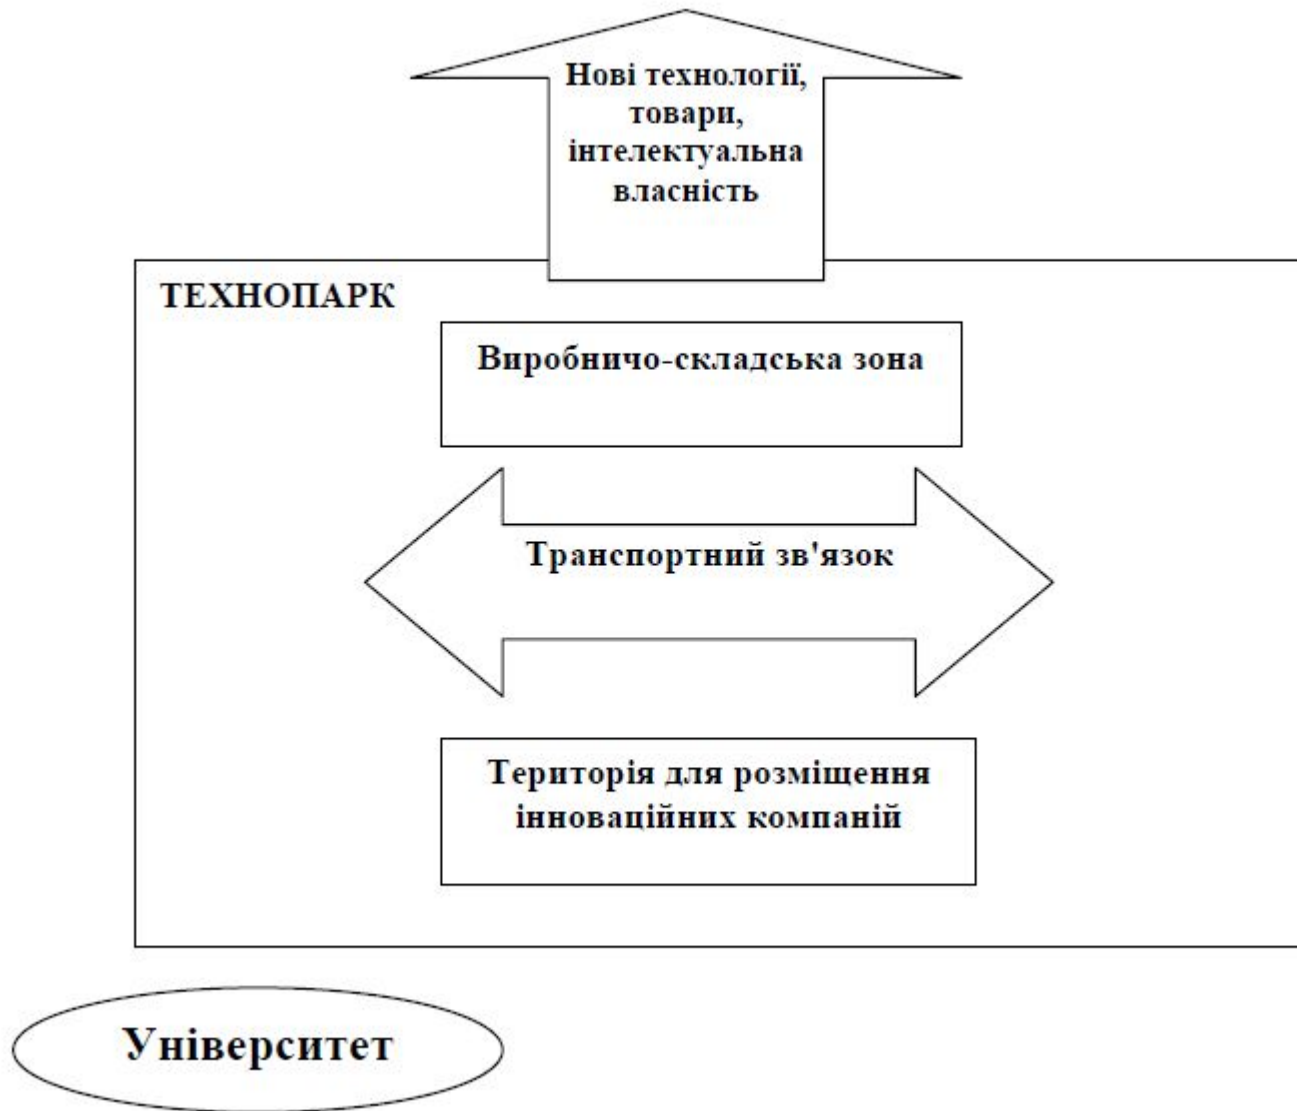 Нові технології,
товари,
інтелектуальна
власність
ТЕХНОПАРК
Виробничо-складська зона
Транспортний зв'язок
Територія для розміщення
інноваційних компаній
Університет